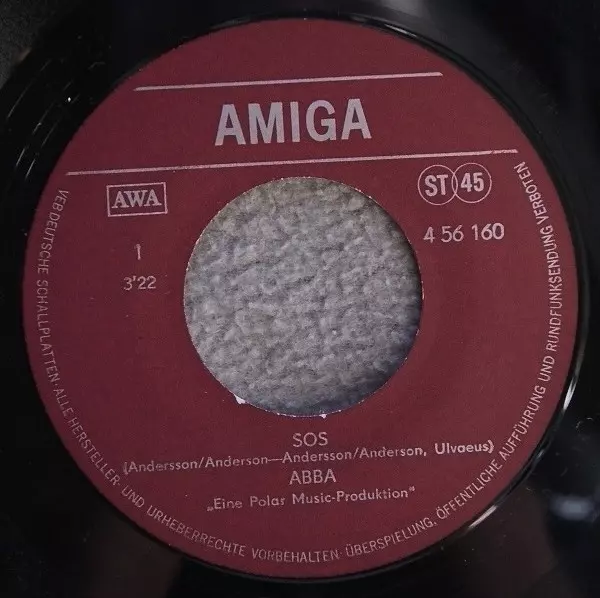 AMIGA
AWA
ST 45
1
4 56 160
3'22
SOS
(Andersson/Anderson—Andersson/Anderson, Ulvaeus)
ABBA
„Eine Polar Music-Produktion"
VEB DEUTSCHE SCHALLPLATTEN · ALLE HERSTELLER- UND URHEBERRECHTE VORBEHALTEN · ÜBERSPIELUNG, ÖFFENTLICHE AUFFÜHRUNG UND RUNDFUNKSENDUNG VERBOTEN